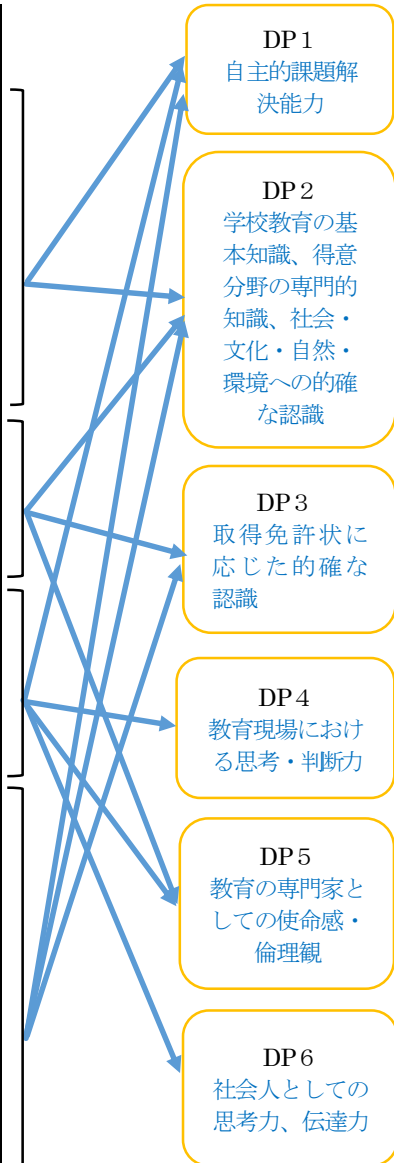 DP１
自主的課題解
決能力
DP２
学校教育の基
本知識、得意
分野の専門的
知識、社会・
文化・自然・
環境への的確
な認識
DP３
取得免許状に
応じた的確な
認識
DP４
教育現場におけ
る思考・判断力
DP５
教育の専門家と
しての使命感・
倫理観
DP６
社会人としての
思考力、伝達力